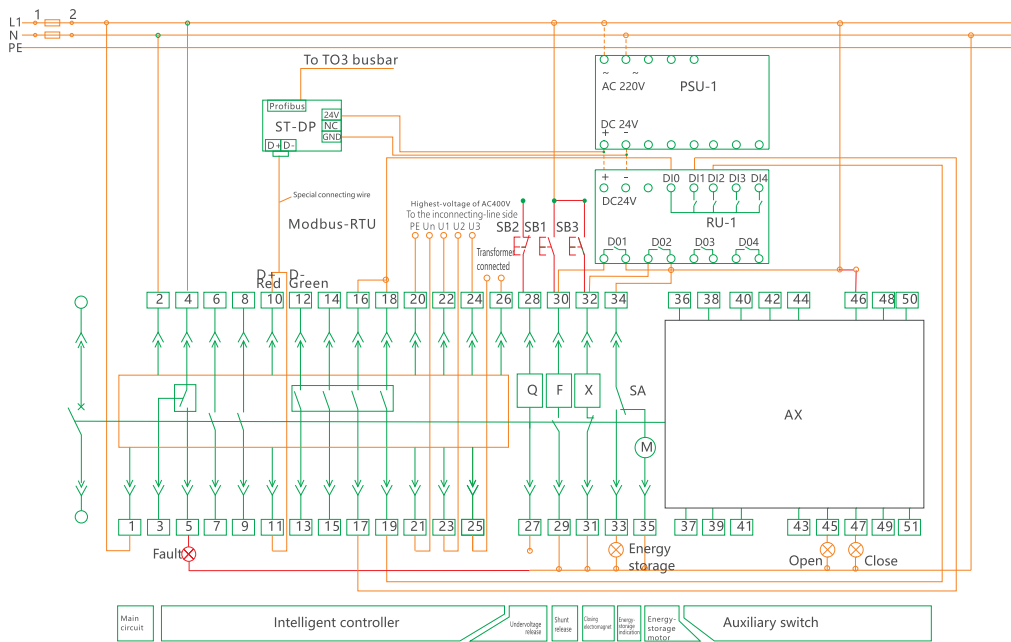 L1 1 2
N
PE
To TO3 busbar
Profibus
ST-DP
24V
NC
GND
D+ D-
~ ~
AC 220V
PSU-1
DC 24V
+ -
+ - DI0 DI1 DI2 DI3 DI4
DC24V
RU-1
D01 D02 D03 D04
Special connecting wire
Modbus-RTU
Highest-voltage of AC400V
To the inconnecting-line side
PE Un U1 U2 U3
SB2 SB1 SB3
Transformer
connected
D+ D-
Red Green
2 4 6 8 10 12 14 16 18 20 22 24 26 28 30 32 34 36 38 40 42 44 46 48 50
Q F X SA
AX
M
1 3 5 7 9 11 13 15 17 19 21 23 25 27 29 31 33 35 37 39 41 43 45 47 49 51
Fault
Energy
storage
Open
Close
Main
circuit
Intelligent controller
Undervoltage
release
Shunt
release
Closing
electromagnet
Energy-
storage
indication
Energy-
storage
motor
Auxiliary switch